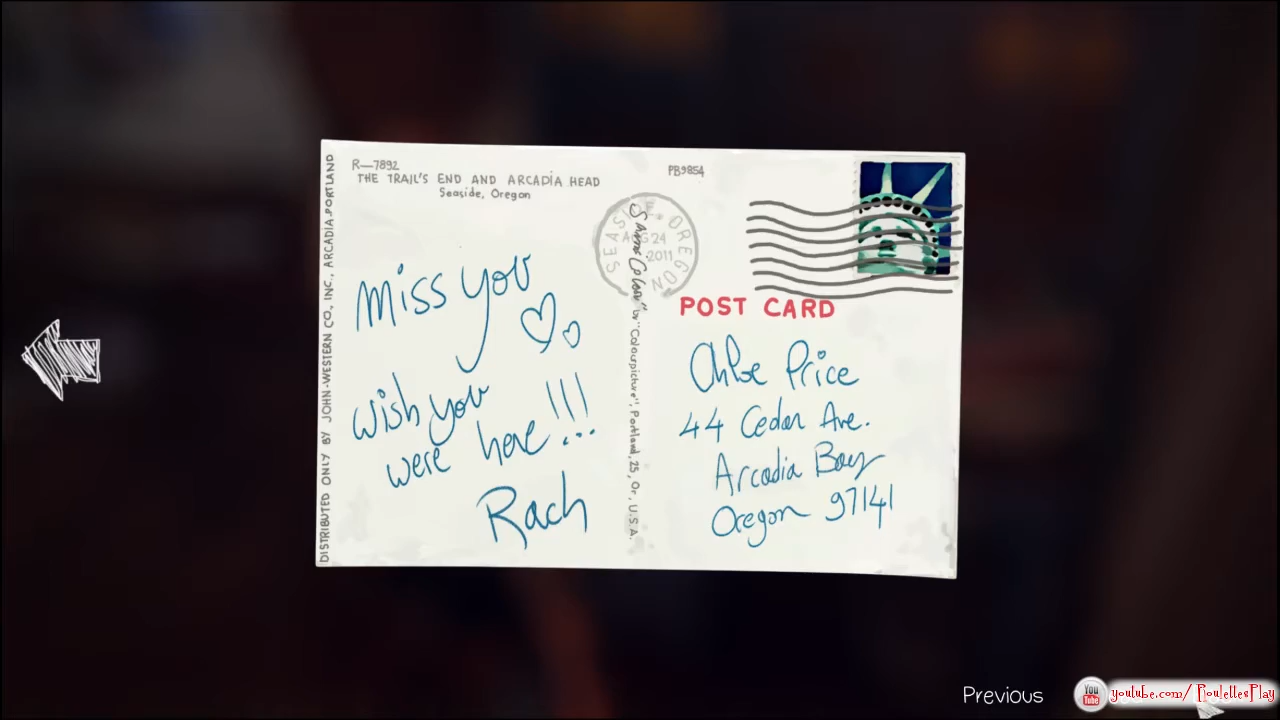 R—7892
THE TRAIL'S END AND ARCADIA HEAD
Seaside, Oregon
PB9854
SEASIDE, OREGON
AUG 24
2011
POST CARD
Miss you
Wish you
were here!!!
Rach
Chloe Price
44 Cedar Ave.
Arcadia Bay
Oregon 97141
DISTRIBUTED ONLY BY JOHN-WESTERN CO., INC., ARCADIA, PORTLAND
by "Colourpicture", Portland, 25, Or., U.S.A.
Previous
youtube.com/RoulettesPlay